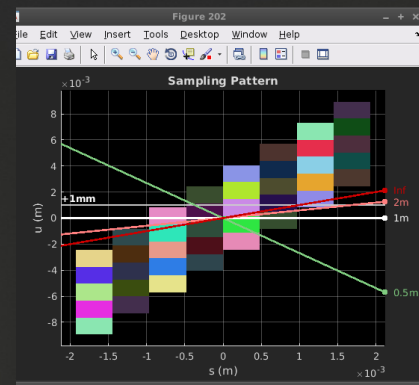 Figure 202
File Edit View Insert Tools Desktop Window Help
×10⁻³
Sampling Pattern
8
6
4
2
0
-2
-4
-6
-8
u (m)
+1mm
Inf
2m
1m
0.5m
-2 -1.5 -1 -0.5 0 0.5 1 1.5 2
s (m)
×10⁻³